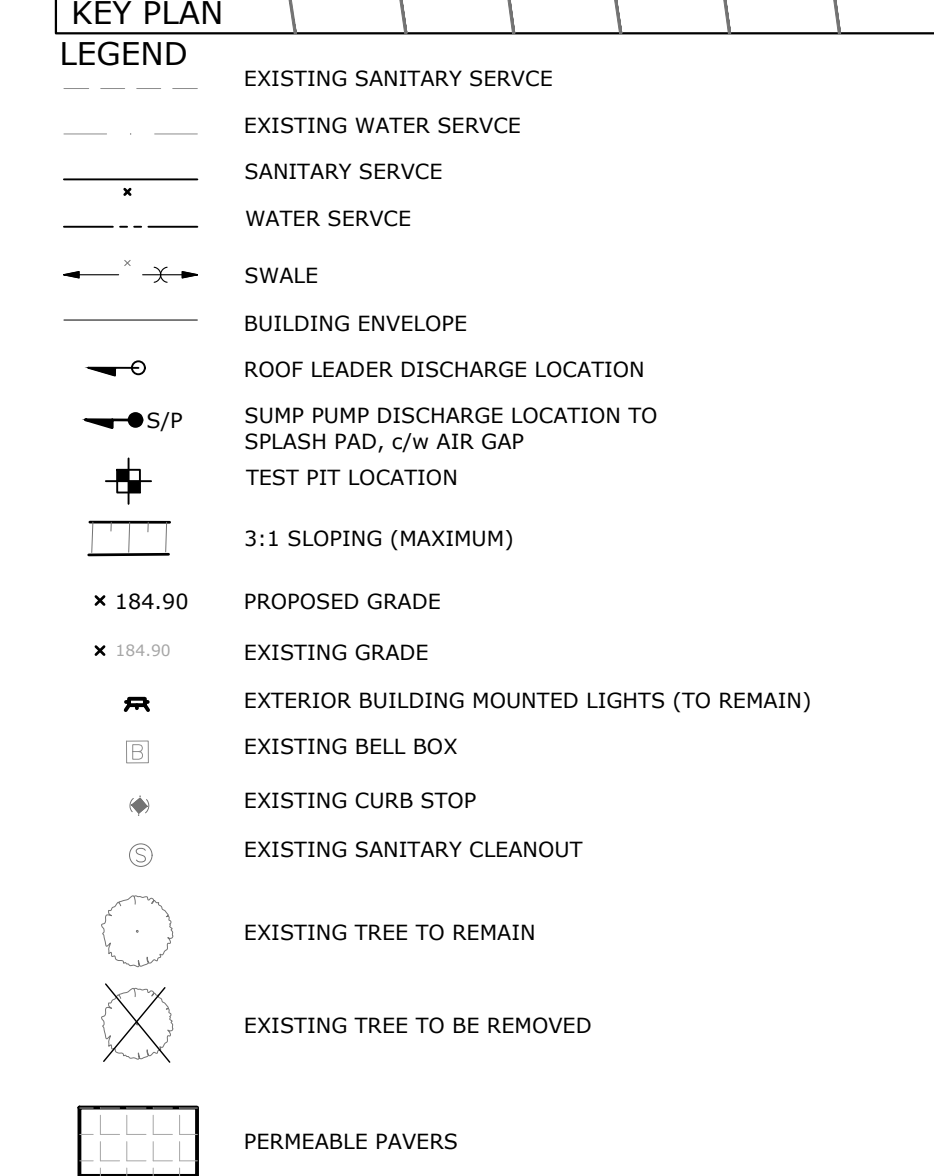 KEY PLAN
LEGEND
EXISTING SANITARY SERVCE
EXISTING WATER SERVCE
SANITARY SERVCE
WATER SERVCE
SWALE
BUILDING ENVELOPE
ROOF LEADER DISCHARGE LOCATION
S/P SUMP PUMP DISCHARGE LOCATION TO
SPLASH PAD, c/w AIR GAP
TEST PIT LOCATION
3:1 SLOPING (MAXIMUM)
× 184.90 PROPOSED GRADE
× 184.90 EXISTING GRADE
EXTERIOR BUILDING MOUNTED LIGHTS (TO REMAIN)
B EXISTING BELL BOX
EXISTING CURB STOP
S EXISTING SANITARY CLEANOUT
EXISTING TREE TO REMAIN
EXISTING TREE TO BE REMOVED
PERMEABLE PAVERS